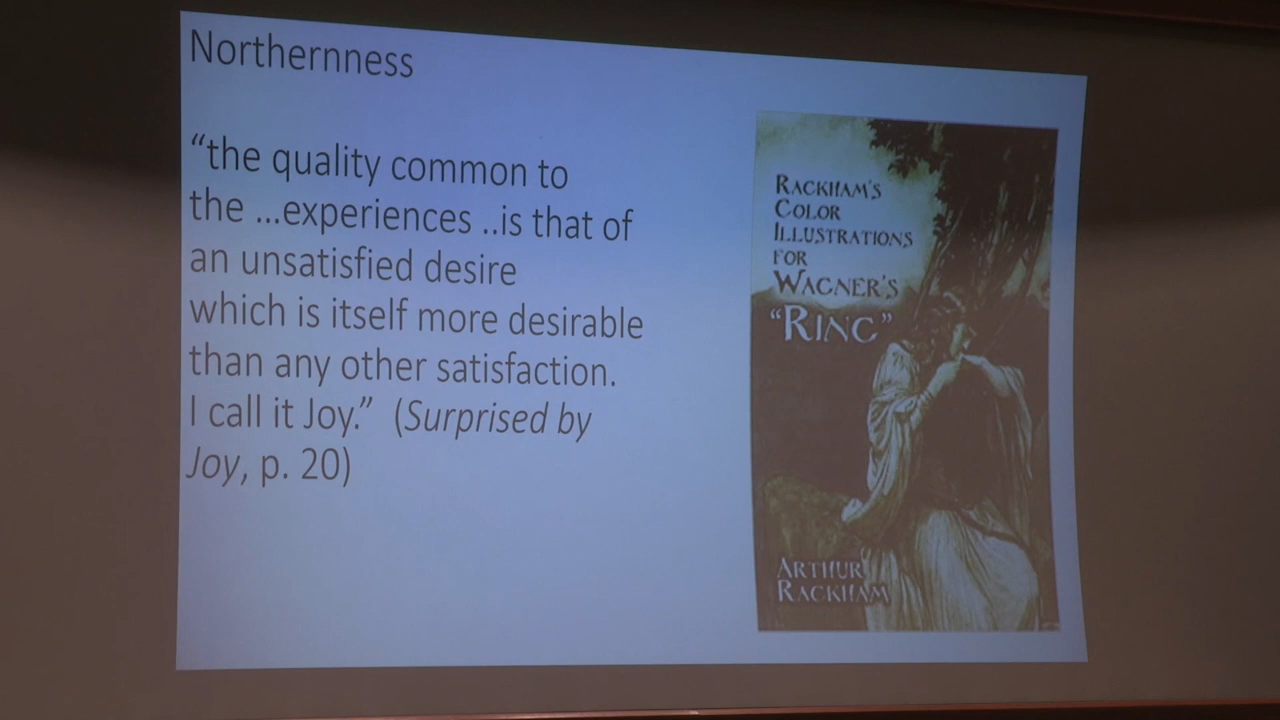 Northernness
“the quality common to
the ...experiences ..is that of
an unsatisfied desire
which is itself more desirable
than any other satisfaction.
I call it Joy.” (Surprised by
Joy, p. 20)
RACKHAM'S
COLOR
ILLUSTRATIONS
FOR
WAGNER'S
“RING”
ARTHUR
RACKHAM